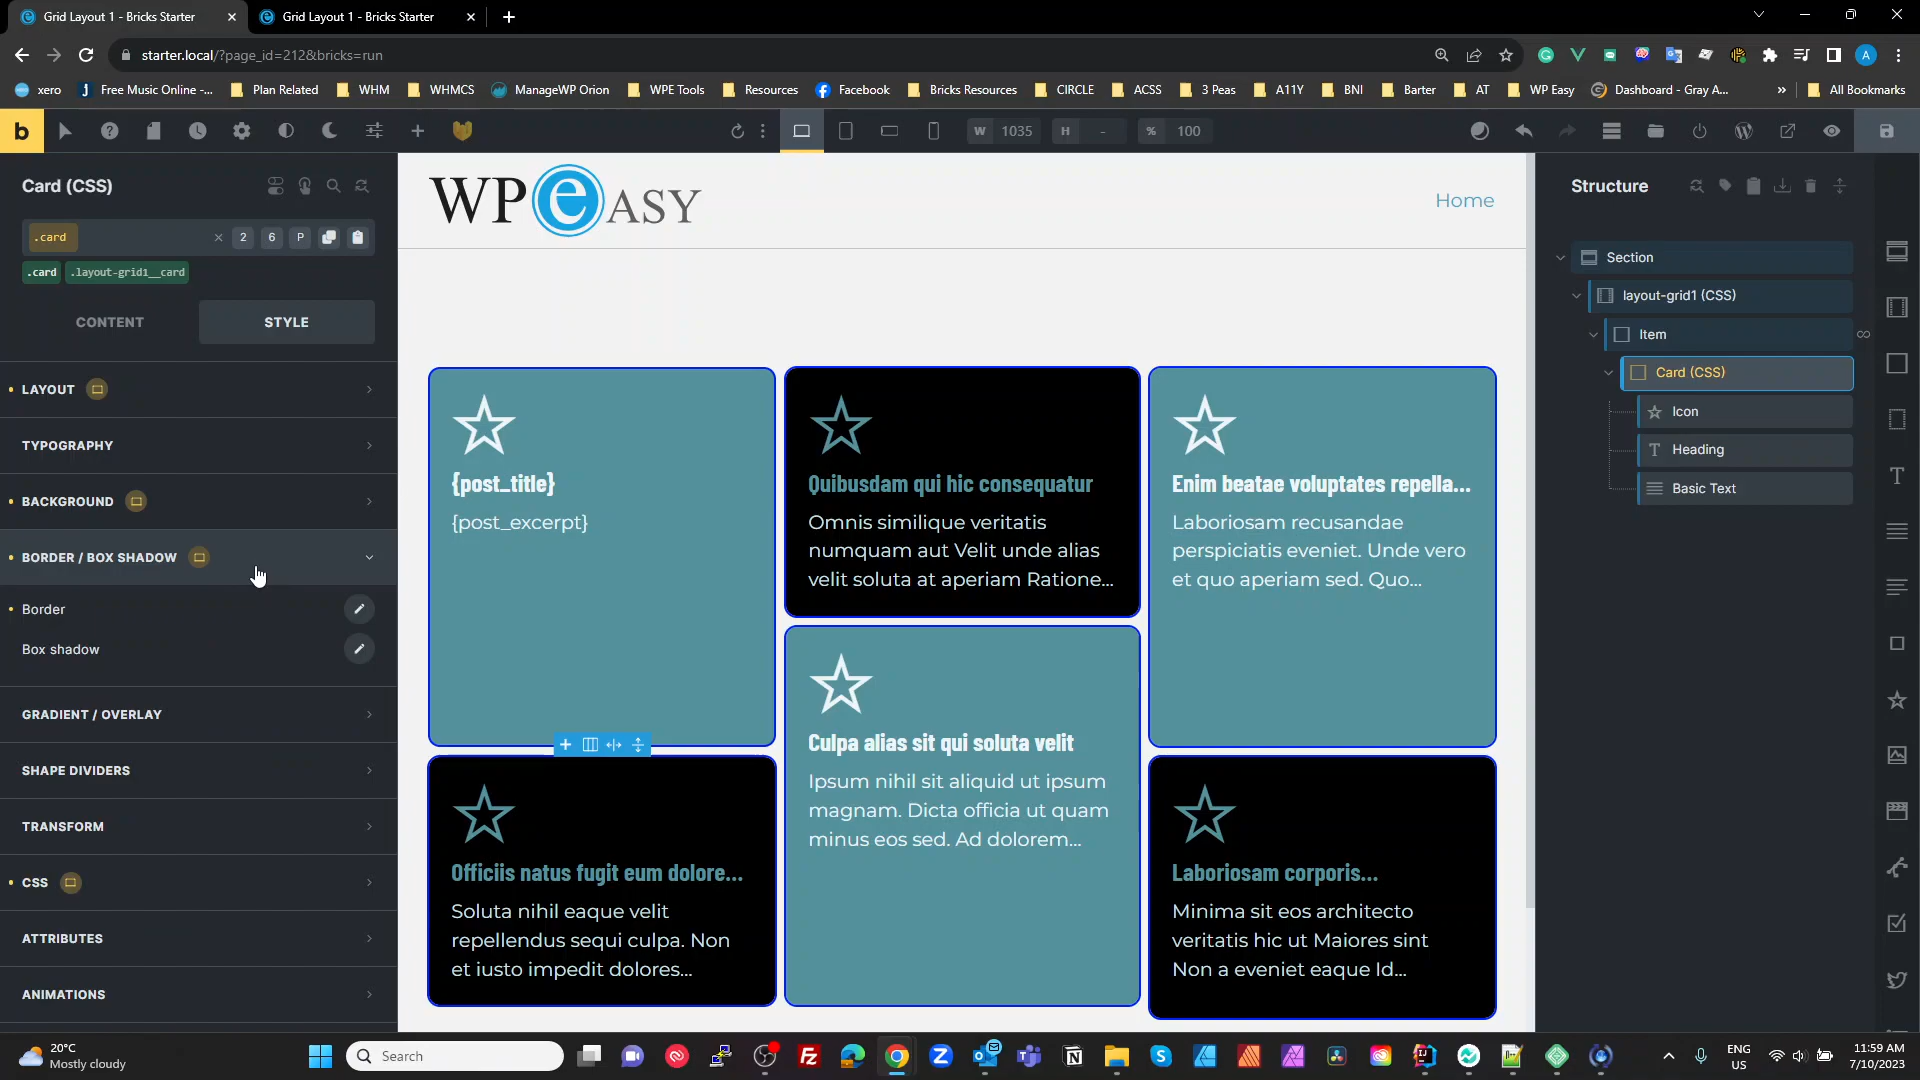 Grid Layout 1 - Bricks Starter
Grid Layout 1 - Bricks Starter
starter.local/?page_id=212&bricks=run
xero
Free Music Online -...
Plan Related
WHM
WHMCS
ManageWP Orion
WPE Tools
Resources
Facebook
Bricks Resources
CIRCLE
ACSS
3 Peas
A11Y
BNI
Barter
AT
WP Easy
Dashboard - Gray A...
All Bookmarks
b
W 1035
H -
% 100
Card (CSS)
.card
2 6 P
.card .layout-grid1__card
CONTENT
STYLE
LAYOUT
TYPOGRAPHY
BACKGROUND
BORDER / BOX SHADOW
Border
Box shadow
GRADIENT / OVERLAY
SHAPE DIVIDERS
TRANSFORM
CSS
ATTRIBUTES
ANIMATIONS
WP e ASY
Home
{post_title}
{post_excerpt}
Quibusdam qui hic consequatur
Omnis similique veritatis
numquam aut Velit unde alias
velit soluta at aperiam Ratione...
Enim beatae voluptates repella...
Laboriosam recusandae
perspiciatis eveniet. Unde vero
et quo aperiam sed. Quo...
Culpa alias sit qui soluta velit
Ipsum nihil sit aliquid ut ipsum
magnam. Dicta officia ut quam
minus eos sed. Ad dolorem...
Officiis natus fugit eum dolore...
Soluta nihil eaque velit
repellendus sequi culpa. Non
et iusto impedit dolores...
Laboriosam corporis...
Minima sit eos architecto
veritatis hic ut Maiores sint
Non a eveniet eaque Id...
Structure
Section
layout-grid1 (CSS)
Item
Card (CSS)
Icon
Heading
Basic Text
20°C
Mostly cloudy
Search
ENG
US
11:59 AM
7/10/2023